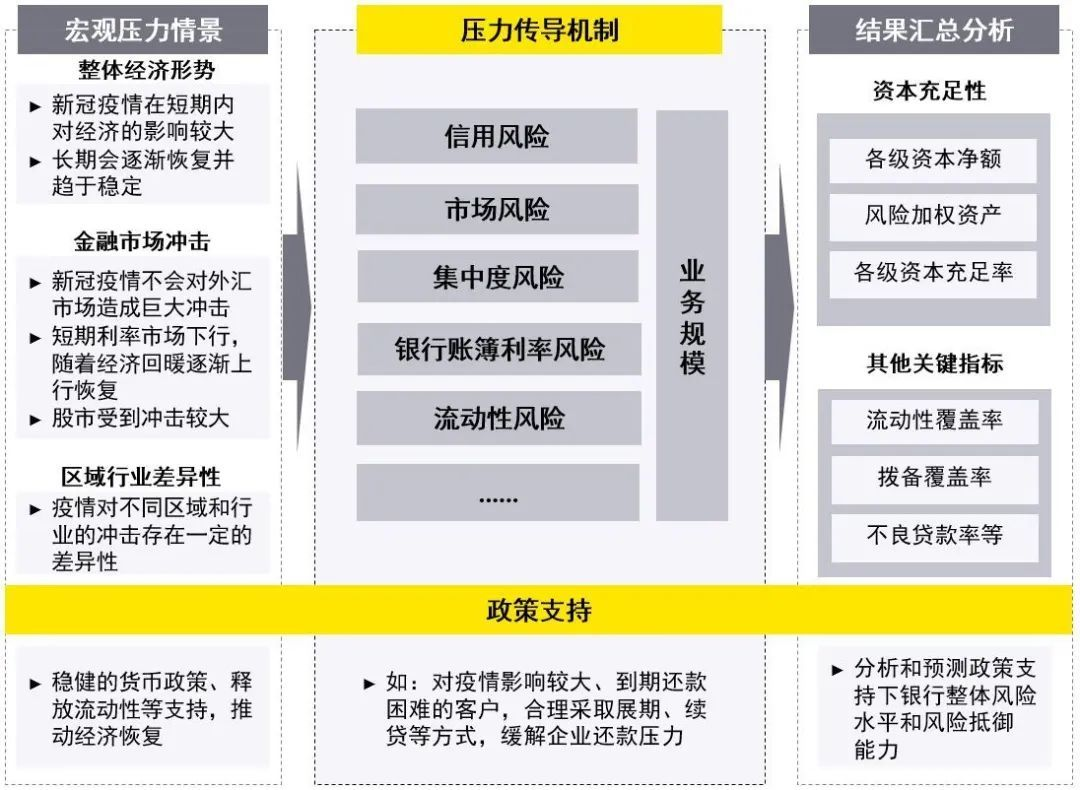 宏观压力情景
整体经济形势
► 新冠疫情在短期内
对经济的影响较大
► 长期会逐渐恢复并
趋于稳定
金融市场冲击
► 新冠疫情不会对外汇
市场造成巨大冲击
► 短期利率市场下行，
随着经济回暖逐渐上
行恢复
► 股市受到冲击较大
区域行业差异性
► 疫情对不同区域和行
业的冲击存在一定的
差异性
压力传导机制
信用风险
市场风险
集中度风险
银行账簿利率风险
流动性风险
......
业
务
规
模
结果汇总分析
资本充足性
各级资本净额
风险加权资产
各级资本充足率
其他关键指标
流动性覆盖率
拨备覆盖率
不良贷款率等
政策支持
► 稳健的货币政策、释
放流动性等支持，推
动经济恢复
► 如：对疫情影响较大、到期还款
困难的客户，合理采取展期、续
贷等方式，缓解企业还款压力
► 分析和预测政策支
持下银行整体风险
水平和风险抵御
能力